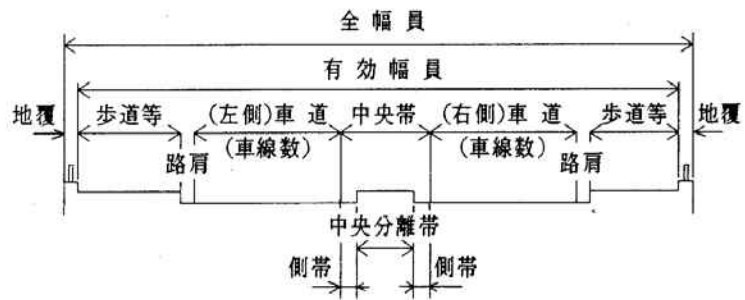 全幅員
有効幅員
地覆 歩道等 (左側)車道 中央帯 (右側)車道 歩道等 地覆
路肩 (車線数) (車線数) 路肩
中央分離帯
側帯 側帯